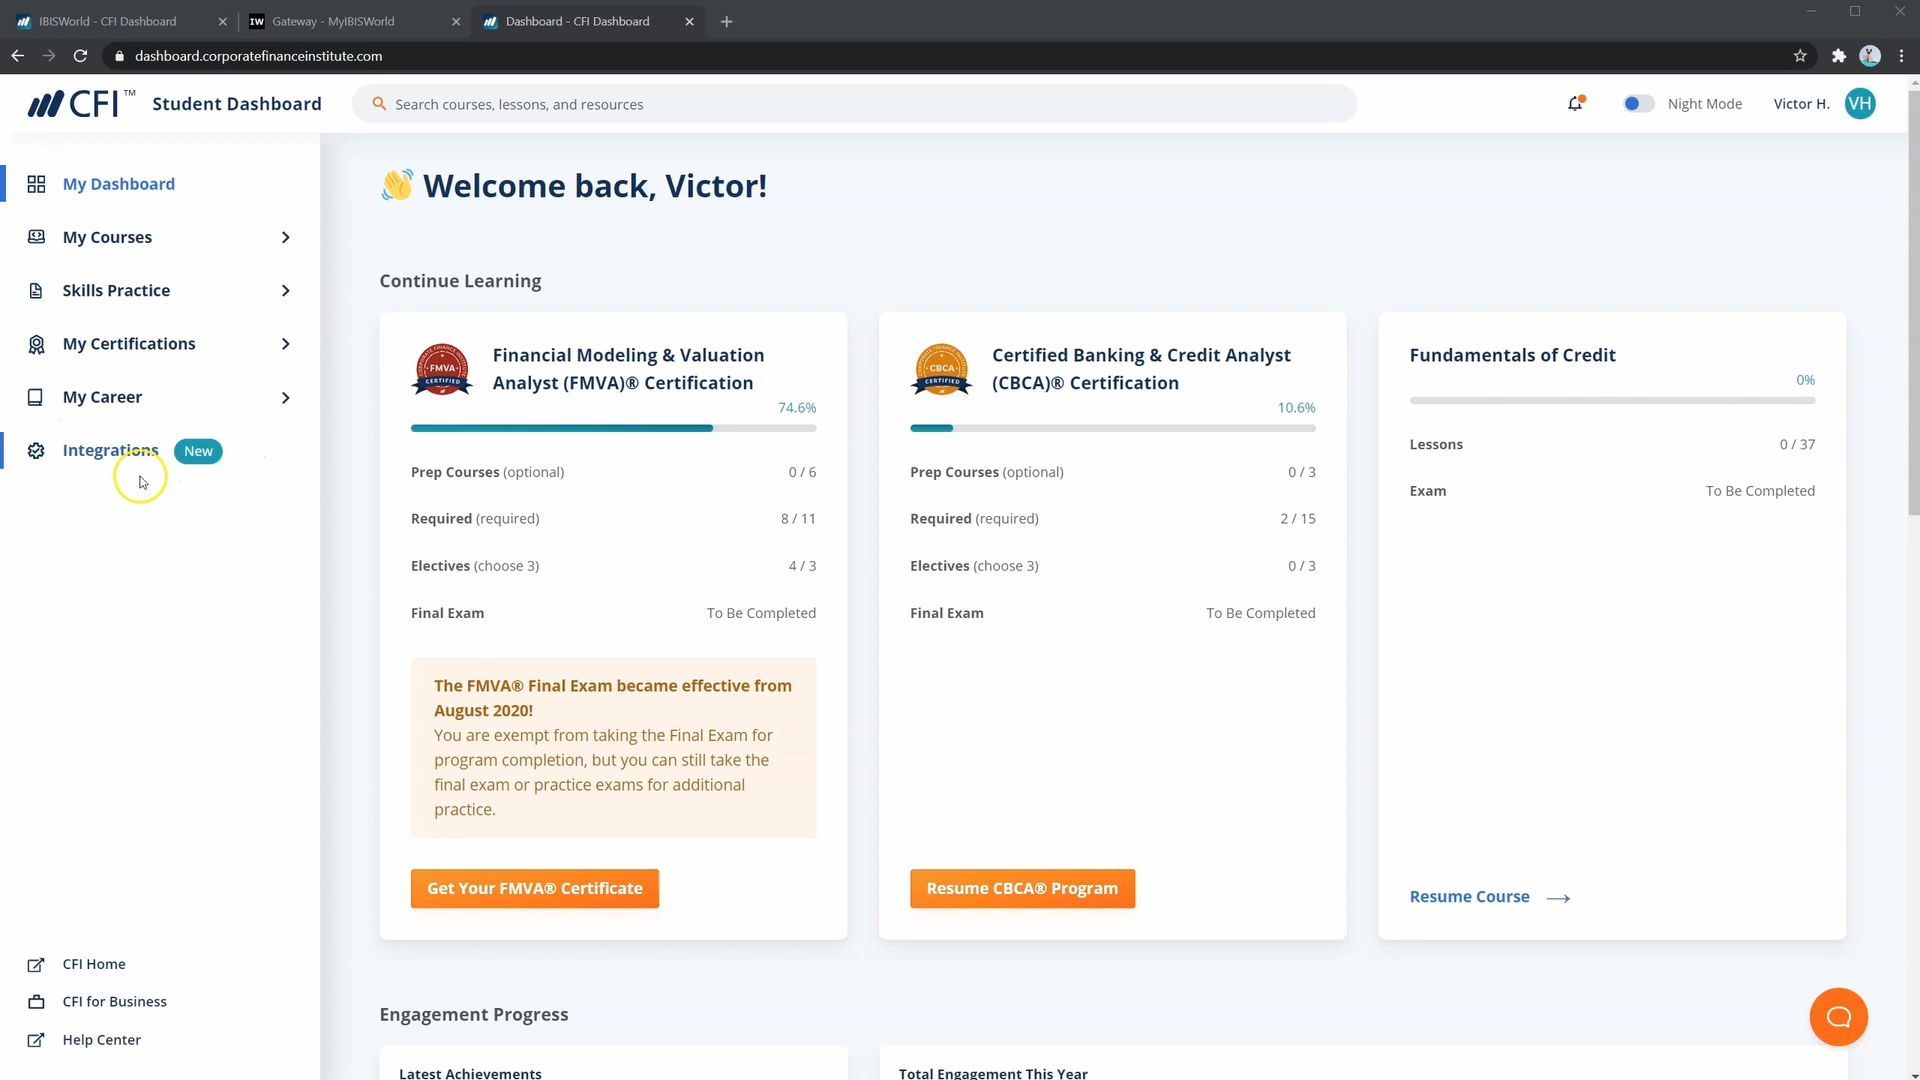 IBISWorld - CFI Dashboard
IW Gateway - MyIBISWorld
Dashboard - CFI Dashboard
dashboard.corporatefinanceinstitute.com
CFI™ Student Dashboard
Search courses, lessons, and resources
Night Mode
Victor H.
VH
My Dashboard
My Courses
Skills Practice
My Certifications
My Career
Integrations New
CFI Home
CFI for Business
Help Center
Welcome back, Victor!
Continue Learning
FMVA
CERTIFIED
Financial Modeling & Valuation
Analyst (FMVA)® Certification
74.6%
Prep Courses (optional) 0 / 6
Required (required) 8 / 11
Electives (choose 3) 4 / 3
Final Exam To Be Completed
The FMVA® Final Exam became effective from
August 2020!
You are exempt from taking the Final Exam for
program completion, but you can still take the
final exam or practice exams for additional
practice.
Get Your FMVA® Certificate
CBCA
CERTIFIED
Certified Banking & Credit Analyst
(CBCA)® Certification
10.6%
Prep Courses (optional) 0 / 3
Required (required) 2 / 15
Electives (choose 3) 0 / 3
Final Exam To Be Completed
Resume CBCA® Program
Fundamentals of Credit
0%
Lessons 0 / 37
Exam To Be Completed
Resume Course
Engagement Progress
Latest Achievements
Total Engagement This Year